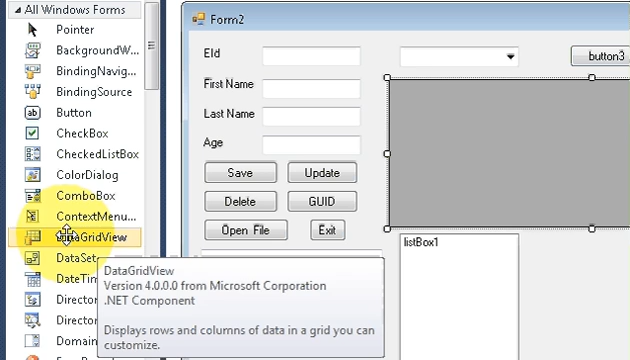 All Windows Forms
Pointer
BackgroundW...
BindingNavig...
BindingSource
Button
CheckBox
CheckedListBox
ColorDialog
ComboBox
ContextMenu...
DataGridView
DataSet
DateTim
Director
Director
Domain
Form2
EId
First Name
Last Name
Age
button3
Save
Update
Delete
GUID
Open File
Exit
listBox1
DataGridView
Version 4.0.0.0 from Microsoft Corporation
.NET Component
Displays rows and columns of data in a grid you can
customize.